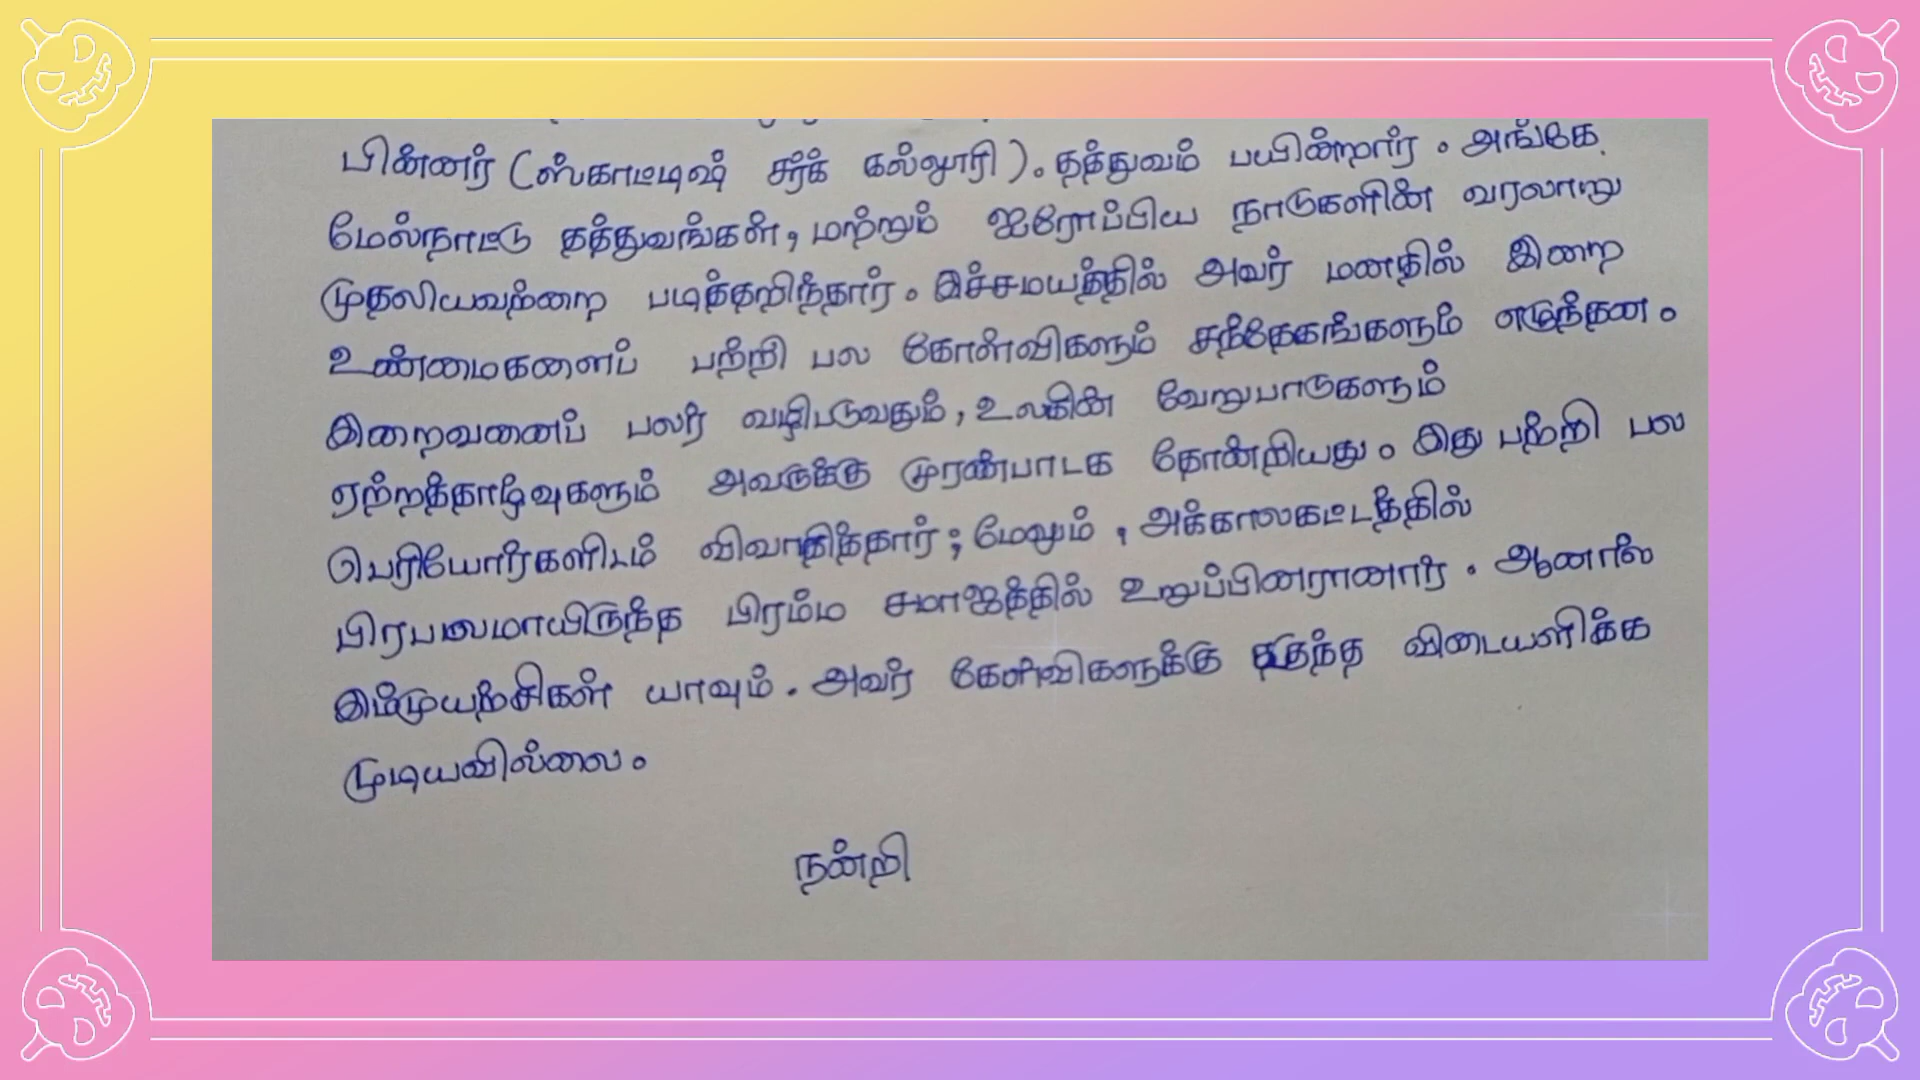 பின்னர் (ஸ்காட்டிஷ் சர்ச் கல்லூரி). தத்துவம் பயின்றார். அங்கே
மேல்நாட்டு தத்துவங்கள், மற்றும் ஐரோப்பிய நாடுகளின் வரலாறு
முதலியவற்றை படித்தறிந்தார். இச்சமயத்தில் அவர் மனதில் இறை
உண்மைகளைப் பற்றி பல கேள்விகளும் சந்தேகங்களும் எழுந்தன.
இறைவனைப் பலர் வழிபடுவதும், உலகின் வேறுபாடுகளும்
ஏற்றத்தாழ்வுகளும் அவருக்கு முரண்பாடாக தோன்றியது. இது பற்றி பல
பெரியோர்களிடம் விவாதித்தார்; மேலும், அக்காலகட்டத்தில்
பிரபலமாயிருந்த பிரம்ம சமாஜத்தில் உறுப்பினரானார். ஆனால்
இம்முயற்சிகள் யாவும். அவர் கேள்விகளுக்கு தகுந்த விடையளிக்க
முடியவில்லை.
நன்றி